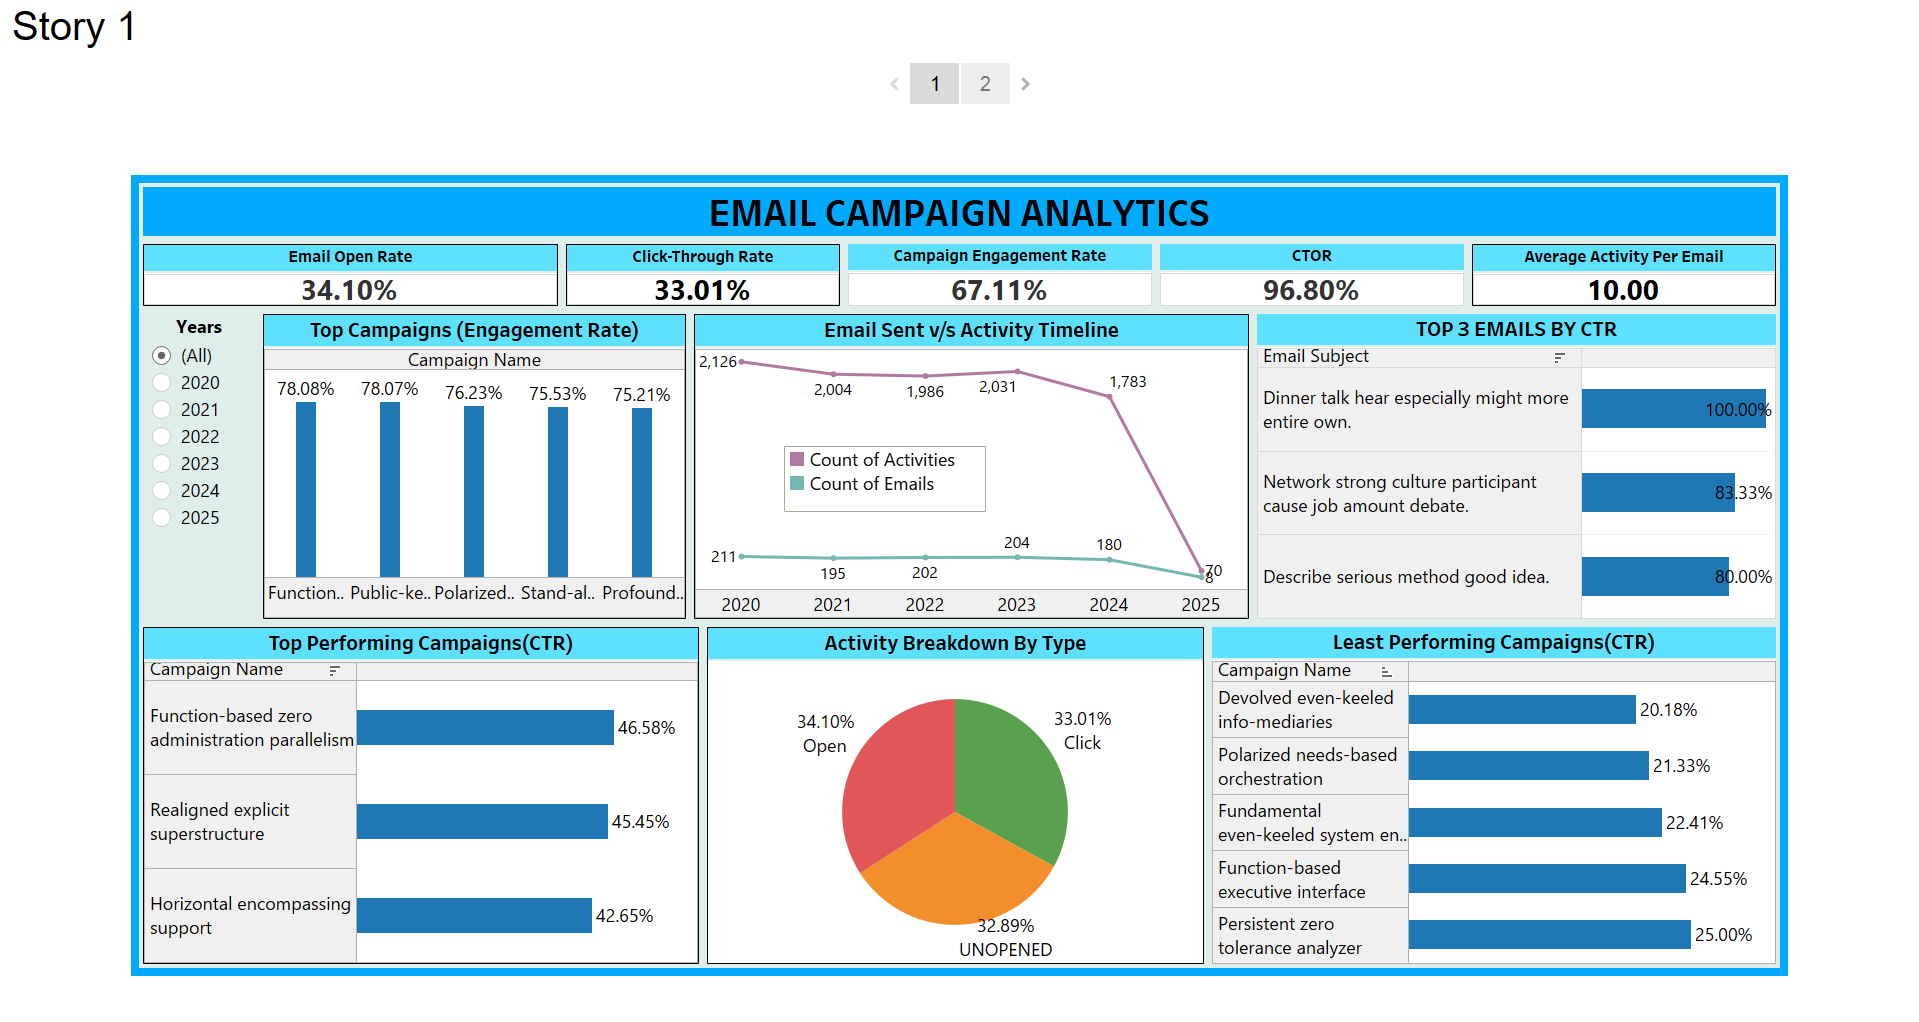 Story 1
1
2
EMAIL CAMPAIGN ANALYTICS
Email Open Rate
34.10%
Click-Through Rate
33.01%
Campaign Engagement Rate
67.11%
CTOR
96.80%
Average Activity Per Email
10.00
Years
(All)
2020
2021
2022
2023
2024
2025
Top Campaigns (Engagement Rate)
Campaign Name
78.08% 78.07% 76.23% 75.53% 75.21%
Function.. Public-ke.. Polarized.. Stand-al.. Profound..
Email Sent v/s Activity Timeline
2,126 2,004 1,986 2,031 1,783 70
Count of Activities
Count of Emails
211 195 202 204 180 8
2020 2021 2022 2023 2024 2025
TOP 3 EMAILS BY CTR
Email Subject
Dinner talk hear especially might more
entire own.
100.00%
Network strong culture participant
cause job amount debate.
83.33%
Describe serious method good idea.
80.00%
Top Performing Campaigns(CTR)
Campaign Name
Function-based zero
administration parallelism
46.58%
Realigned explicit
superstructure
45.45%
Horizontal encompassing
support
42.65%
Activity Breakdown By Type
34.10%
Open
33.01%
Click
32.89%
UNOPENED
Least Performing Campaigns(CTR)
Campaign Name
Devolved even-keeled
info-mediaries
20.18%
Polarized needs-based
orchestration
21.33%
Fundamental
even-keeled system en..
22.41%
Function-based
executive interface
24.55%
Persistent zero
tolerance analyzer
25.00%